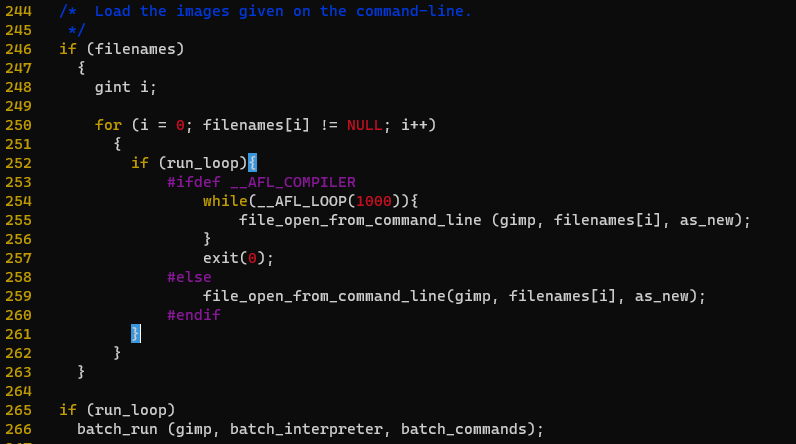 244   /*  Load the images given on the command-line.
245    */
246   if (filenames)
247     {
248       gint i;
249
250       for (i = 0; filenames[i] != NULL; i++)
251         {
252           if (run_loop){
253               #ifdef __AFL_COMPILER
254                   while(__AFL_LOOP(1000)){
255                       file_open_from_command_line (gimp, filenames[i], as_new);
256                   }
257                   exit(0);
258               #else
259                   file_open_from_command_line(gimp, filenames[i], as_new);
260               #endif
261           }
262         }
263     }
264
265   if (run_loop)
266     batch_run (gimp, batch_interpreter, batch_commands);